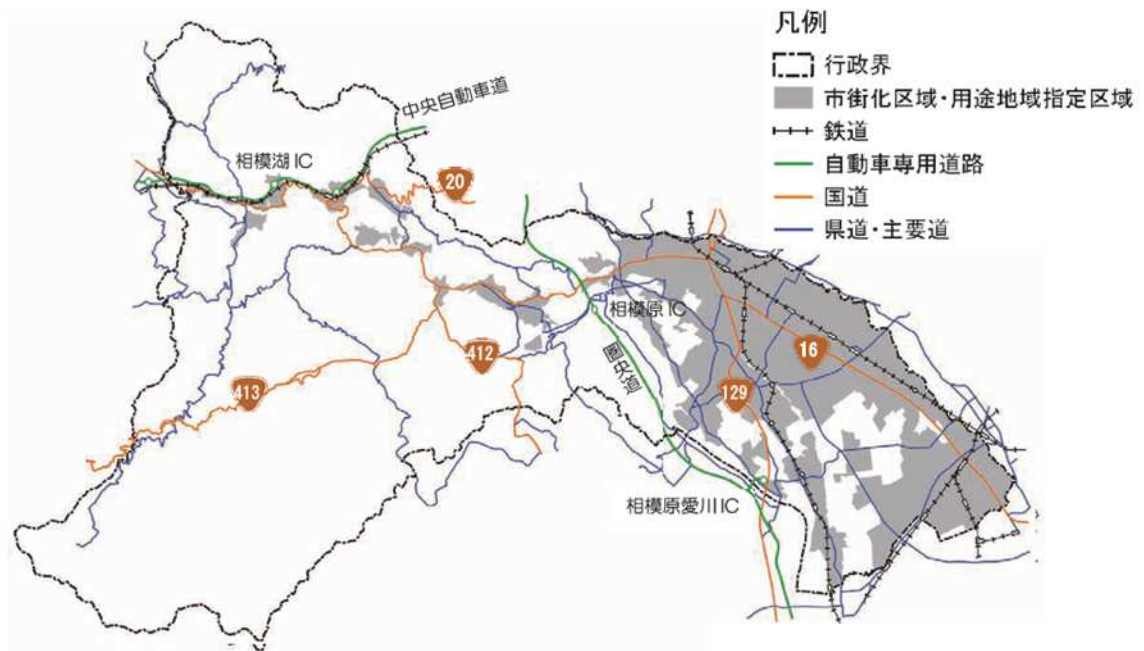 凡例
行政界
市街化区域・用途地域指定区域
鉄道
自動車専用道路
国道
県道・主要道
中央自動車道
相模湖 IC
20
相模原 IC
圏央道
412
413
16
129
相模原愛川 IC